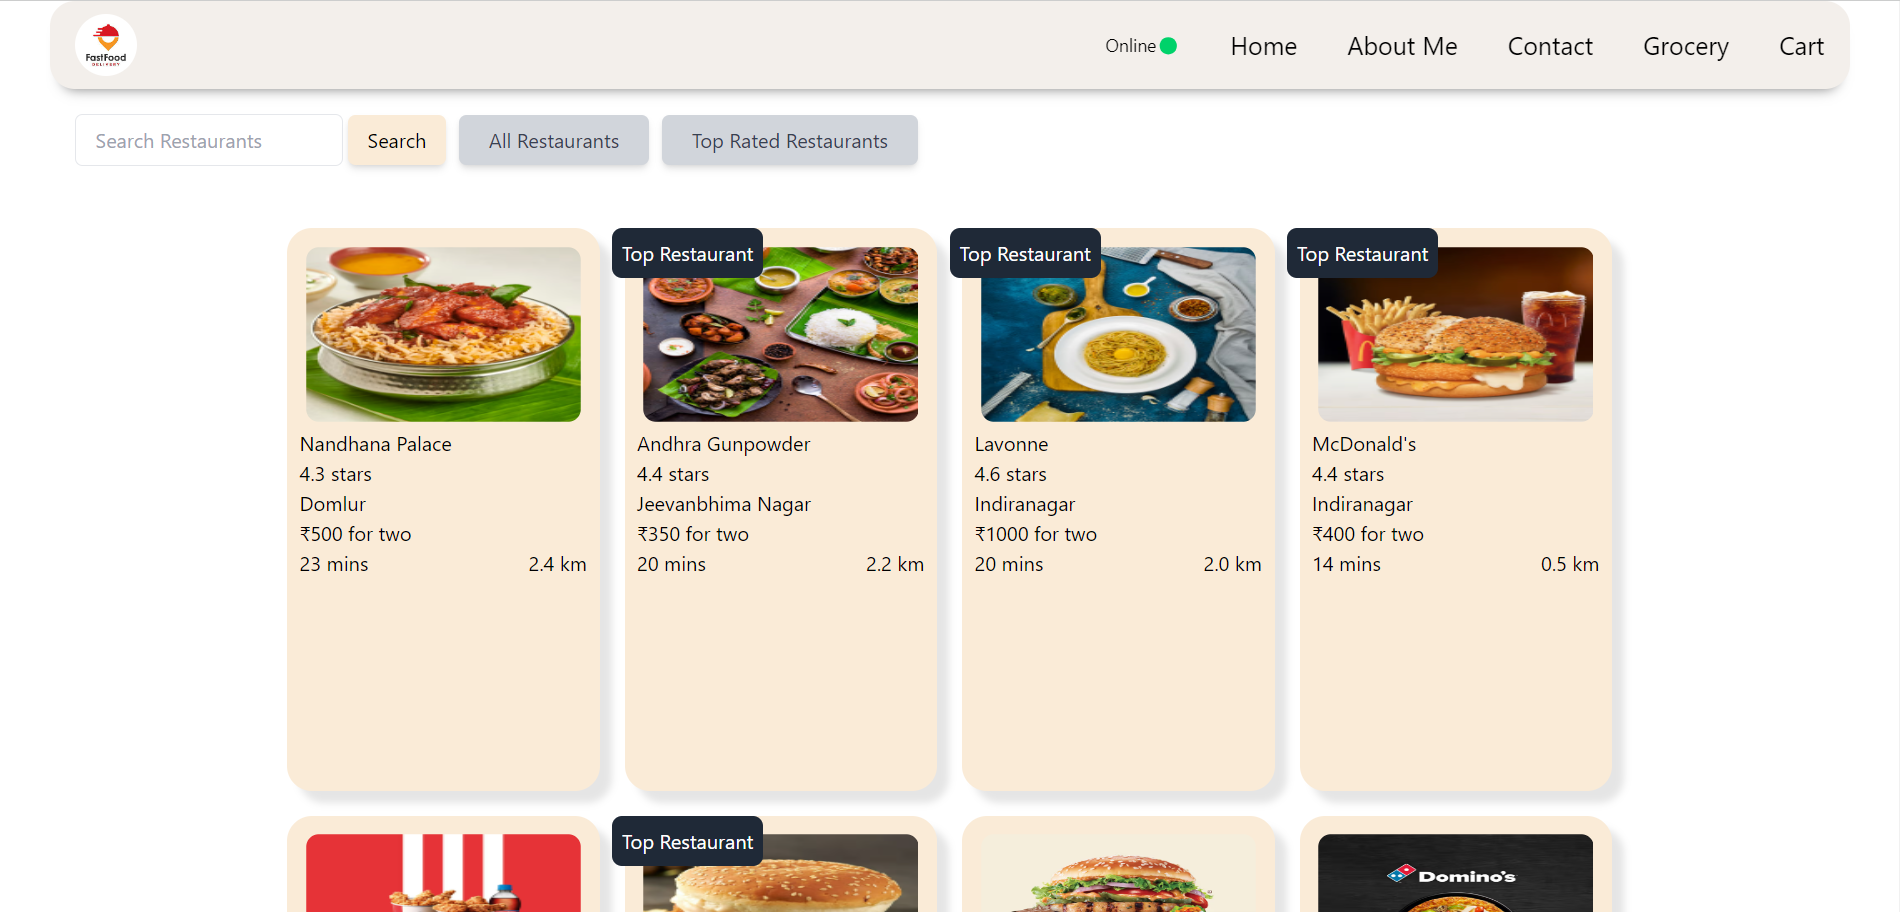 FastFood
DELIVERY
Online
Home
About Me
Contact
Grocery
Cart
Search Restaurants
Search
All Restaurants
Top Rated Restaurants
Nandhana Palace
4.3 stars
Domlur
₹500 for two
23 mins 2.4 km
Top Restaurant
Andhra Gunpowder
4.4 stars
Jeevanbhima Nagar
₹350 for two
20 mins 2.2 km
Top Restaurant
Lavonne
4.6 stars
Indiranagar
₹1000 for two
20 mins 2.0 km
Top Restaurant
McDonald's
4.4 stars
Indiranagar
₹400 for two
14 mins 0.5 km
Top Restaurant
Domino's